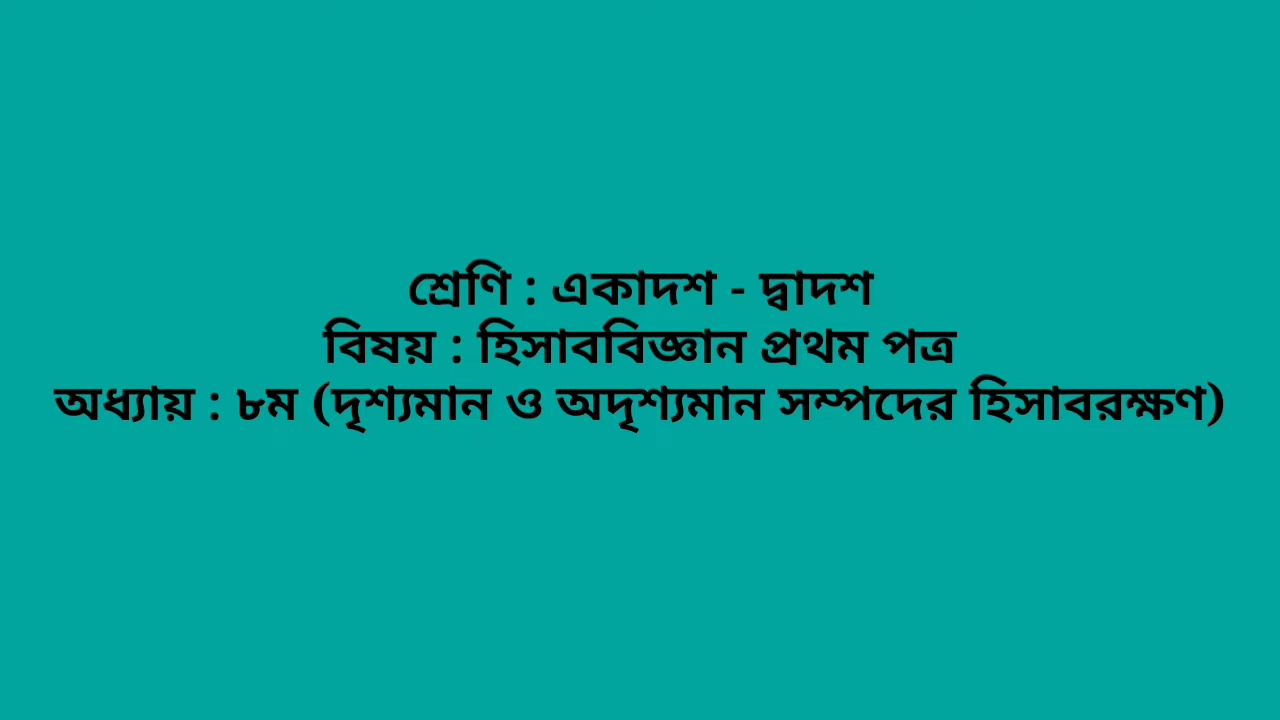 শ্রেণি : একাদশ - দ্বাদশ
বিষয় : হিসাববিজ্ঞান প্রথম পত্র
অধ্যায় : ৮ম (দৃশ্যমান ও অদৃশ্যমান সম্পদের হিসাবরক্ষণ)